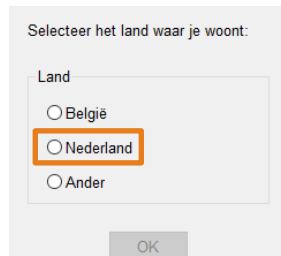 Selecteer het land waar je woont:
Land
België
Nederland
Ander
OK